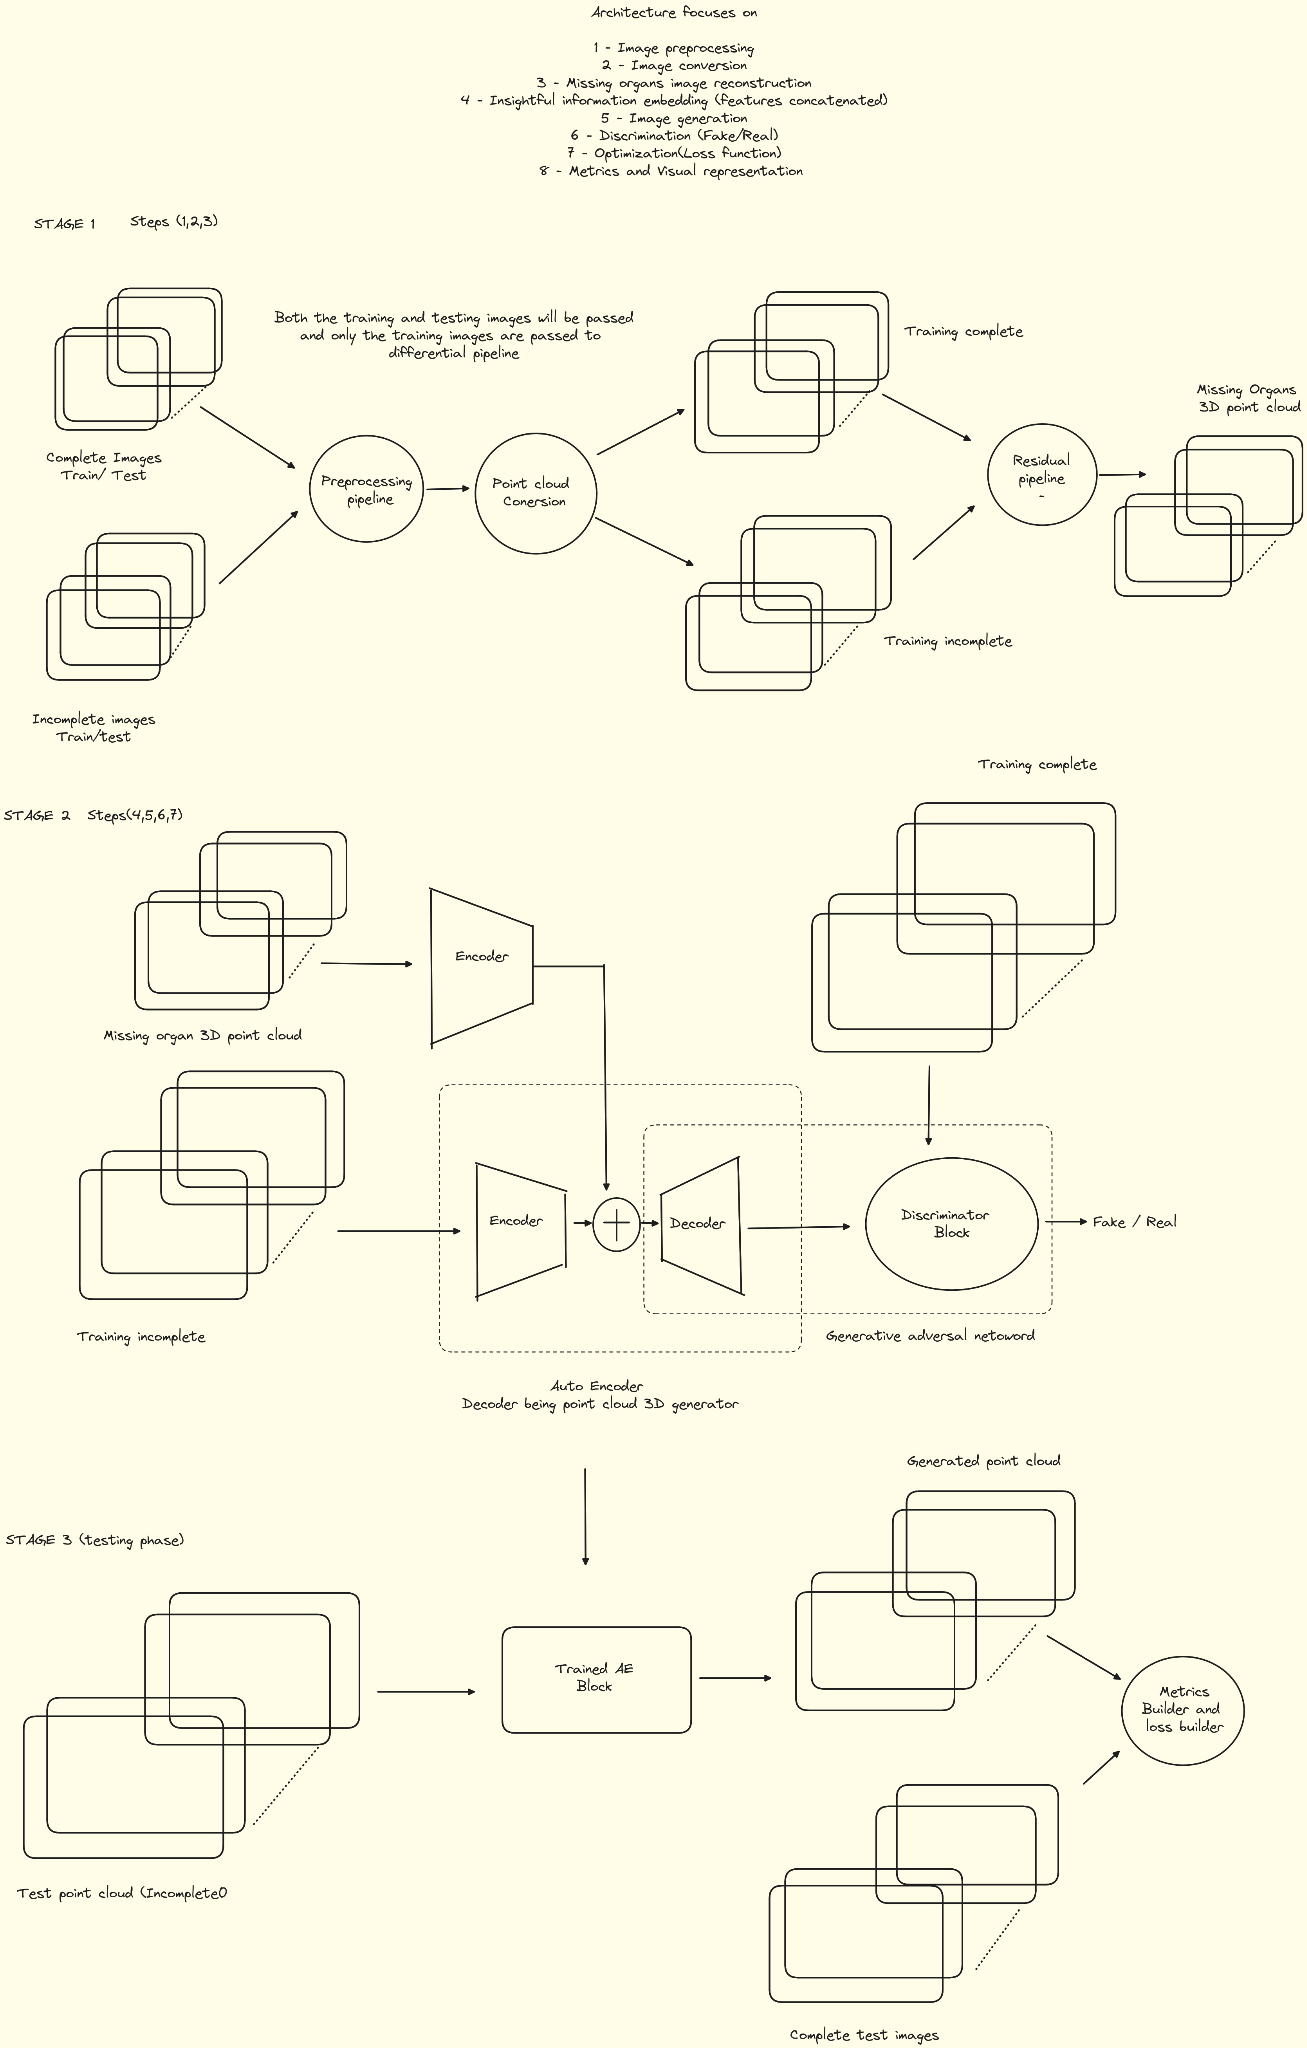 Architecture focuses on
1 - Image preprocessing
2 - Image conversion
3 - Missing organs image reconstruction
4 - Insightful information embedding (features concatenated)
5 - Image generation
6 - Discrimination (Fake/Real)
7 - Optimization(Loss function)
8 - Metrics and Visual representation
STAGE 1 Steps (1,2,3)
Both the training and testing images will be passed
and only the training images are passed to
differential pipeline
Training complete
Missing Organs
3D point cloud
Complete Images
Train/ Test
Preprocessing
pipeline
Point cloud
Conersion
Residual
pipeline
-
Training incomplete
Incomplete images
Train/test
Training complete
STAGE 2 Steps(4,5,6,7)
Encoder
Missing organ 3D point cloud
Encoder
Decoder
Discriminator
Block
Fake / Real
Training incomplete
Generative adversal netoword
Auto Encoder
Decoder being point cloud 3D generator
Generated point cloud
STAGE 3 (testing phase)
Trained AE
Block
Metrics
Builder and
loss builder
Test point cloud (Incomplete0
Complete test images